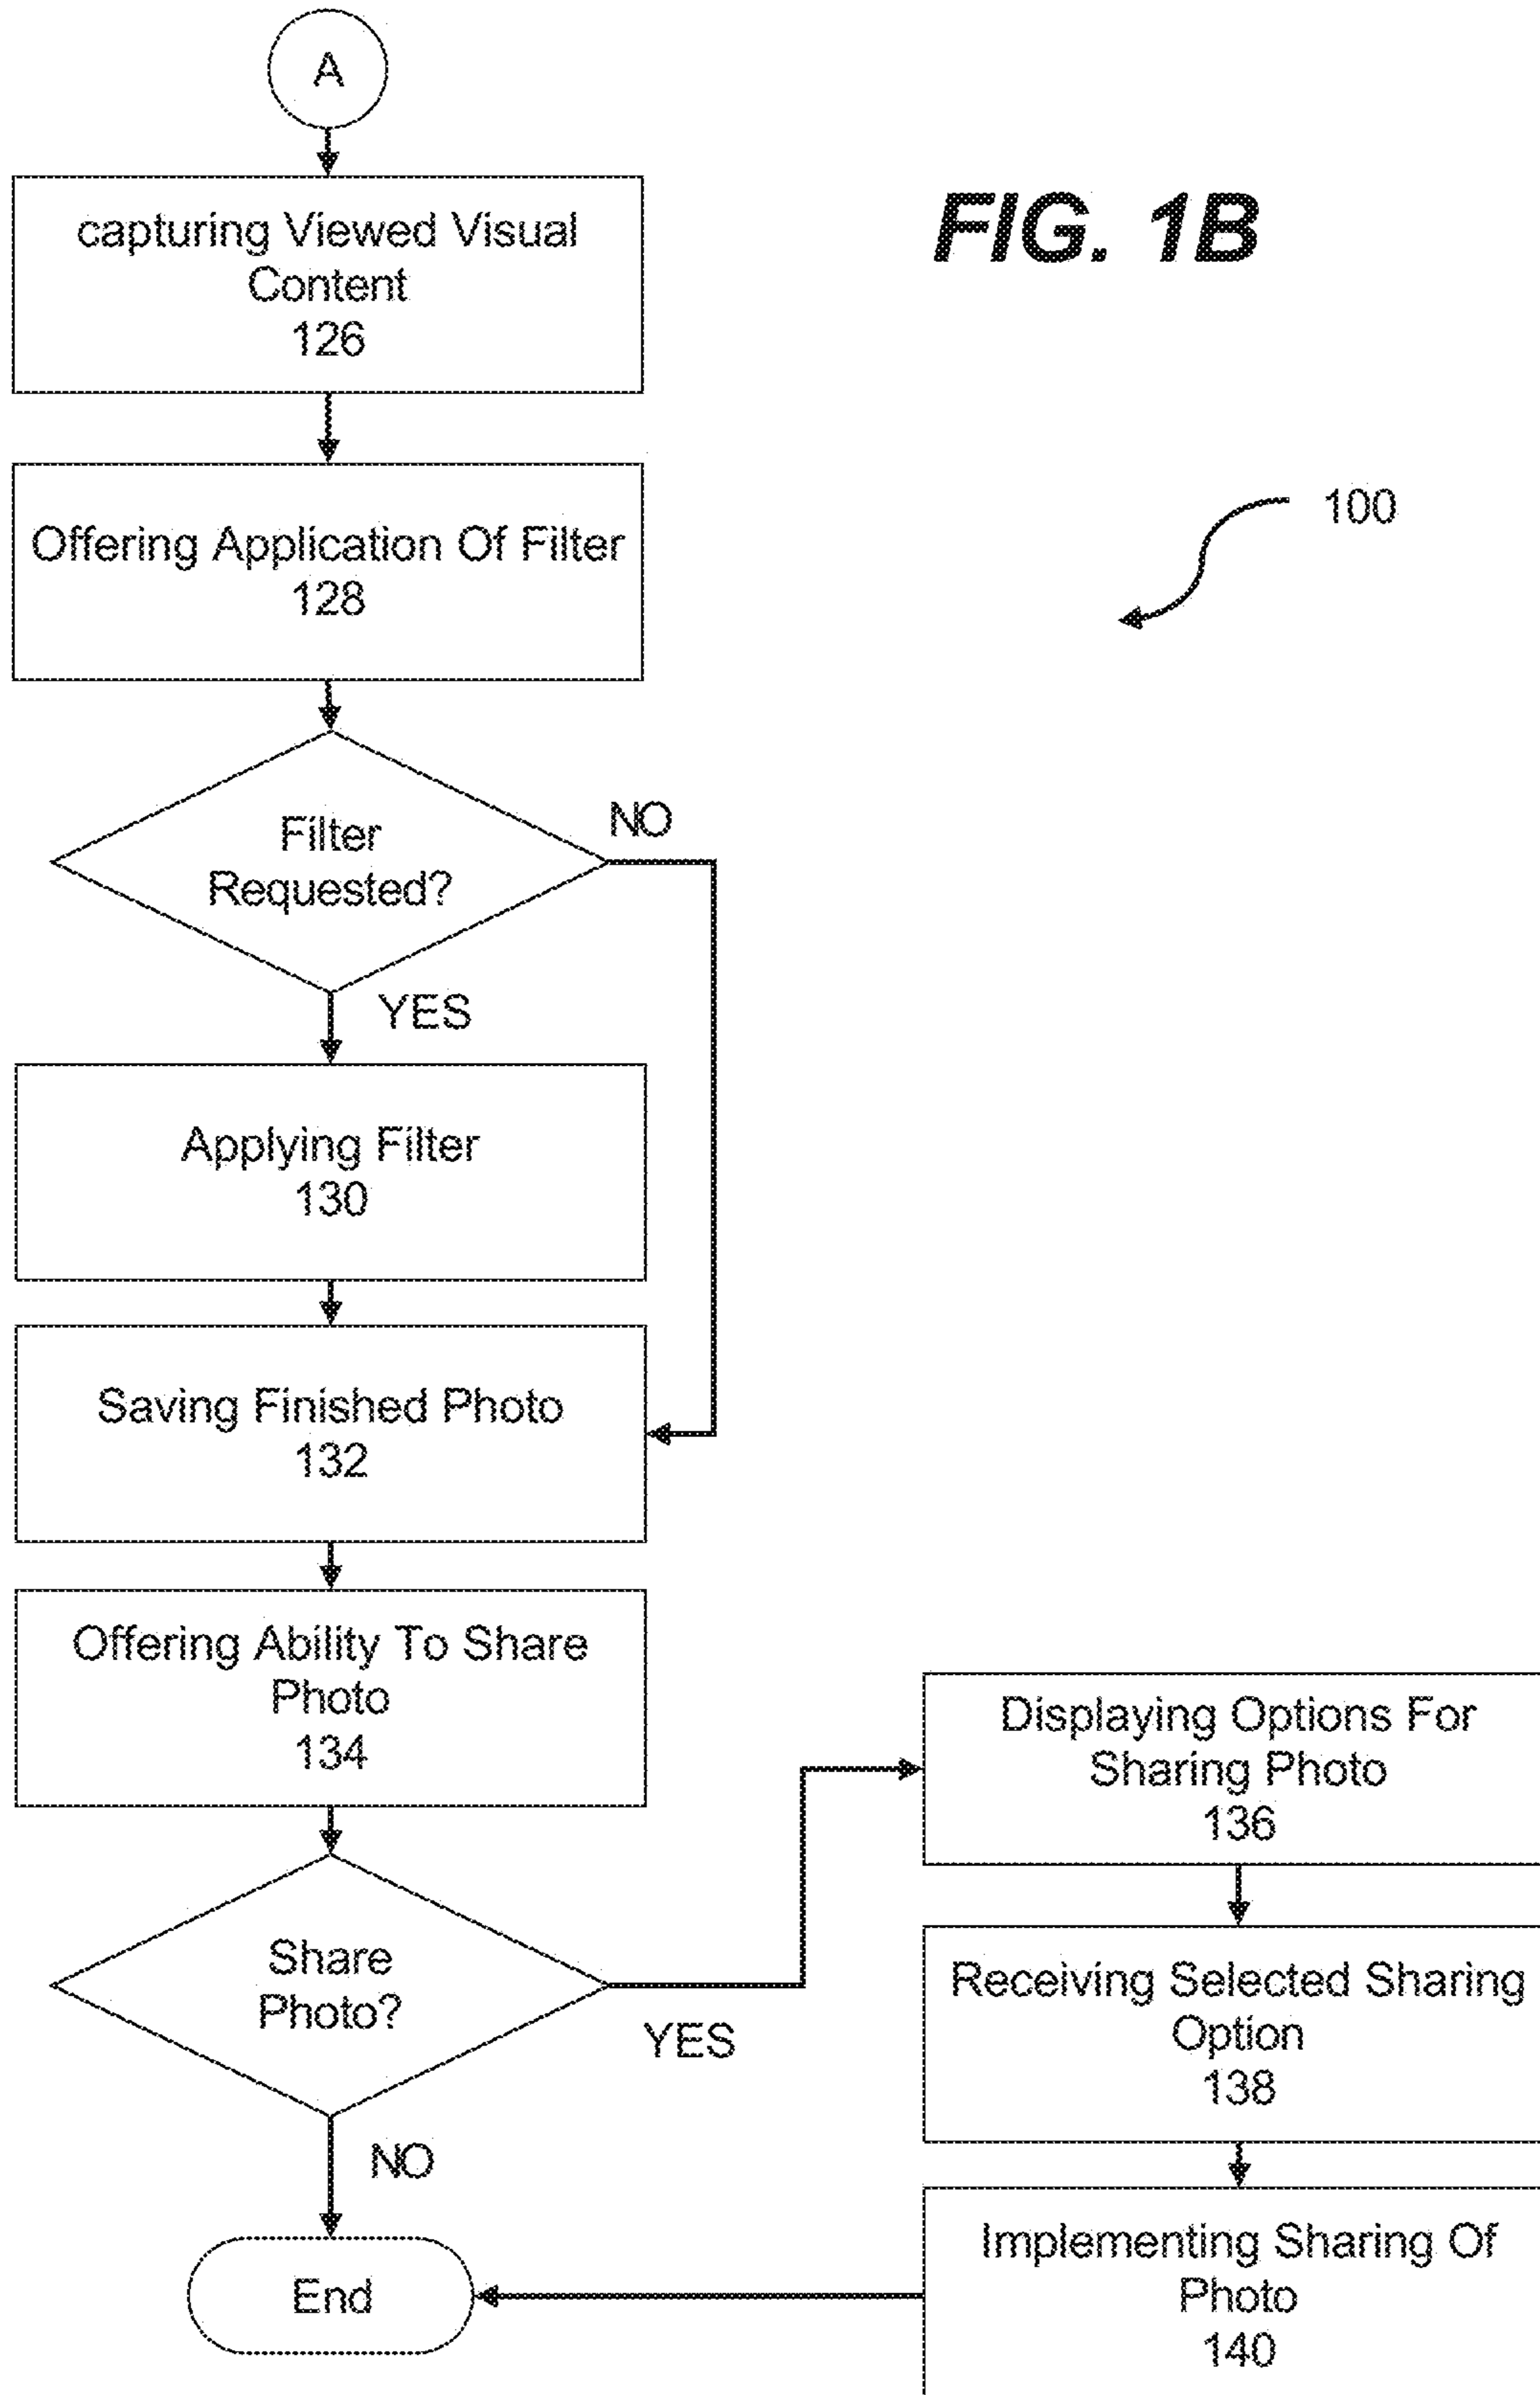 A
capturing Viewed Visual
Content
126
FIG. 1B
Offering Application Of Filter
128
100
Filter
Requested?
NO
YES
Applying Filter
130
Saving Finished Photo
132
Offering Ability To Share
Photo
134
Displaying Options For
Sharing Photo
136
Share
Photo?
YES
Receiving Selected Sharing
Option
138
NO
Implementing Sharing Of
Photo
140
End